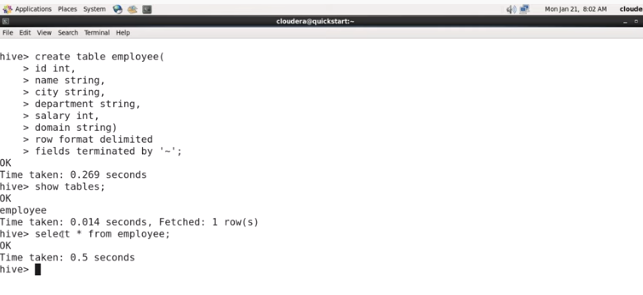 Applications Places System Mon Jan 21, 8:02 AM cloude
cloudera@quickstart:~
File Edit View Search Terminal Help
hive> create table employee(
> id int,
> name string,
> city string,
> department string,
> salary int,
> domain string)
> row format delimited
> fields terminated by '~';
OK
Time taken: 0.269 seconds
hive> show tables;
OK
employee
Time taken: 0.014 seconds, Fetched: 1 row(s)
hive> select * from employee;
OK
Time taken: 0.5 seconds
hive>